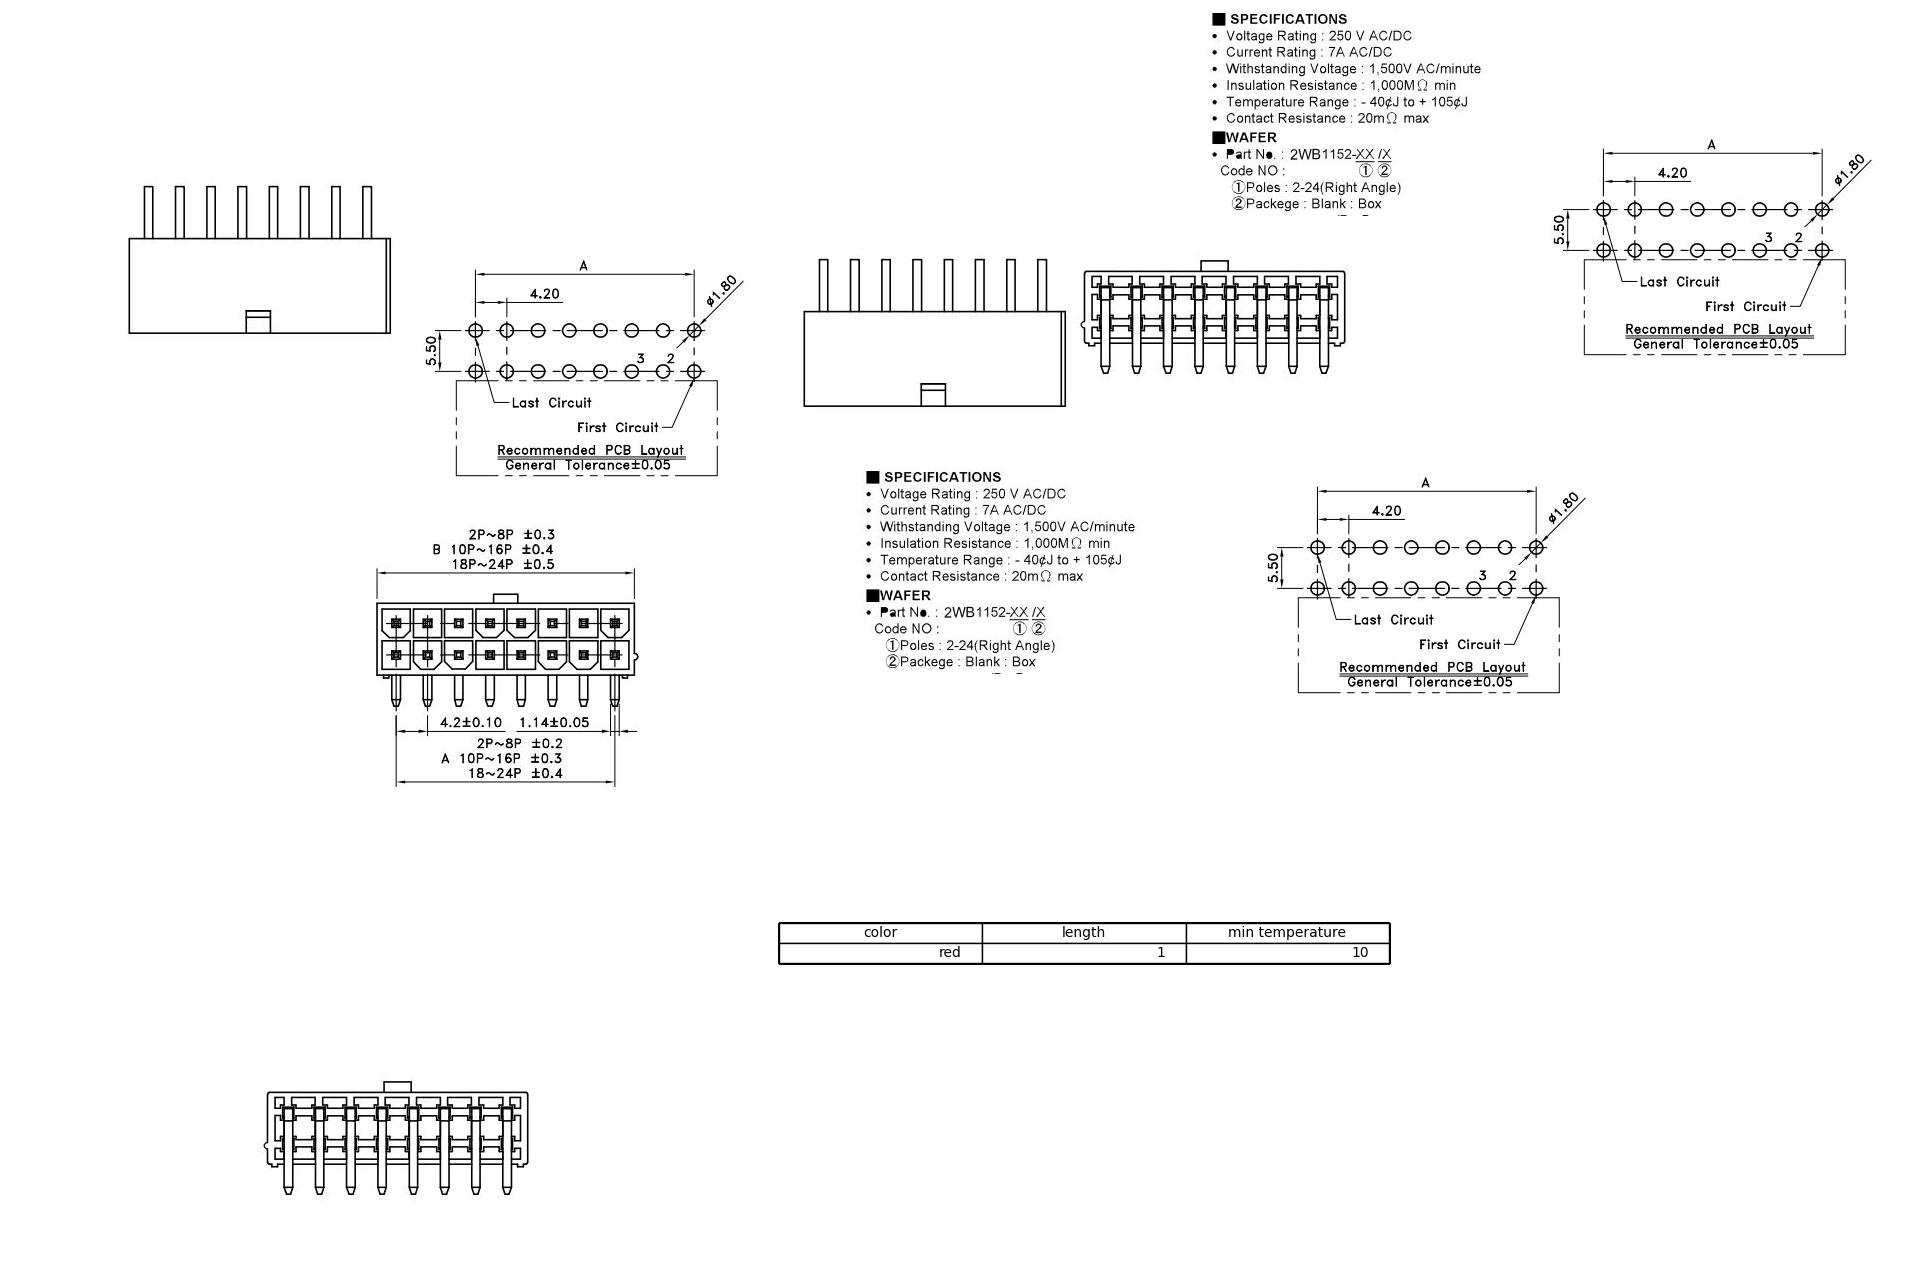 ■ SPECIFICATIONS
• Voltage Rating : 250 V AC/DC
• Current Rating : 7A AC/DC
• Withstanding Voltage : 1,500V AC/minute
• Insulation Resistance : 1,000MΩ min
• Temperature Range : - 40¢J to + 105¢J
• Contact Resistance : 20mΩ max
■WAFER
• Part No. : 2WB1152-XX /X
Code NO : ① ②
①Poles : 2-24(Right Angle)
②Packege : Blank : Box
A
4.20
ø1.80
5.50
3 2
Last Circuit
First Circuit
Recommended PCB Layout
General Tolerance±0.05
A
4.20
ø1.80
5.50
3 2
Last Circuit
First Circuit
Recommended PCB Layout
General Tolerance±0.05
■ SPECIFICATIONS
• Voltage Rating : 250 V AC/DC
• Current Rating : 7A AC/DC
• Withstanding Voltage : 1,500V AC/minute
• Insulation Resistance : 1,000MΩ min
• Temperature Range : - 40¢J to + 105¢J
• Contact Resistance : 20mΩ max
■WAFER
• Part No. : 2WB1152-XX /X
Code NO : ① ②
①Poles : 2-24(Right Angle)
②Packege : Blank : Box
A
4.20
ø1.80
5.50
3 2
Last Circuit
First Circuit
Recommended PCB Layout
General Tolerance±0.05
2P~8P ±0.3
B 10P~16P ±0.4
18P~24P ±0.5
4.2±0.10 1.14±0.05
2P~8P ±0.2
A 10P~16P ±0.3
18~24P ±0.4
color length min temperature
red 1 10